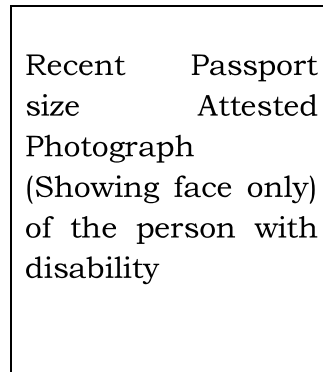 Recent Passport
size Attested
Photograph
(Showing face only)
of the person with
disability